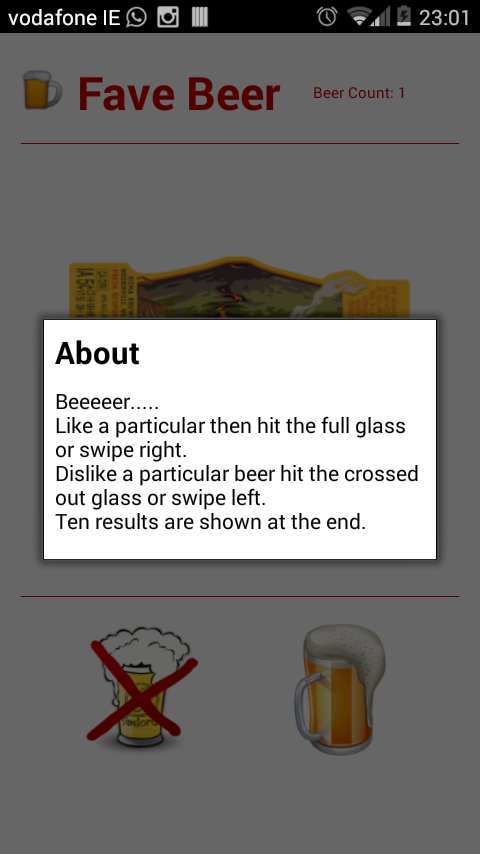 vodafone IE 23:01
Fave Beer Beer Count: 1
About
Beeeeer.....
Like a particular then hit the full glass
or swipe right.
Dislike a particular beer hit the crossed
out glass or swipe left.
Ten results are shown at the end.